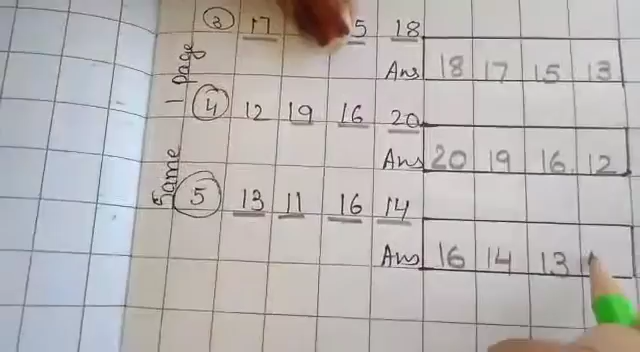 ③ 17 5 18
Ans 18 17 15 13
④ 12 19 16 20
Ans 20 19 16 12
⑤ 13 11 16 14
Ans 16 14 13 1
Same 1 Page